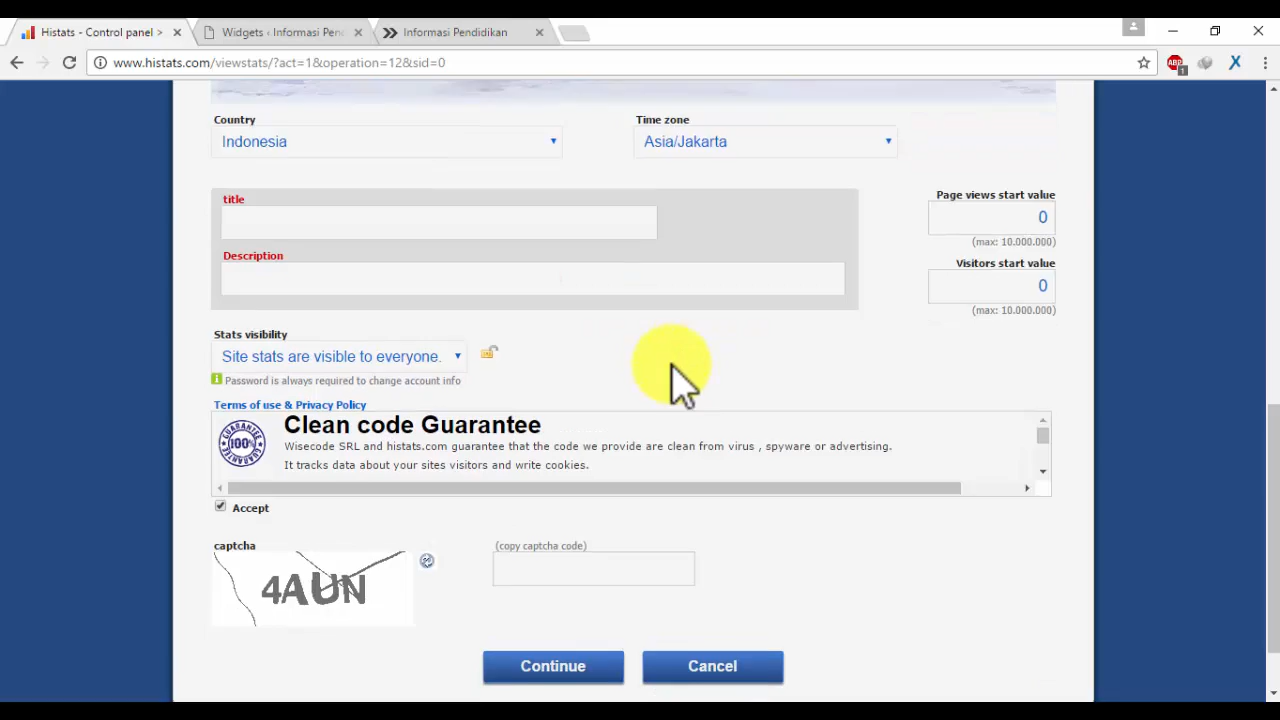 Histats - Control panel >
Widgets ‹ Informasi Pend
Informasi Pendidikan
www.histats.com/viewstats/?act=1&operation=12&sid=0
ABP
1
X
Country
Time zone
Indonesia
Asia/Jakarta
title
Page views start value
0
(max: 10.000.000)
Description
Visitors start value
0
(max: 10.000.000)
Stats visibility
Site stats are visible to everyone.
Password is always required to change account info
Terms of use & Privacy Policy
100%
Clean code Guarantee
Wisecode SRL and histats.com guarantee that the code we provide are clean from virus , spyware or advertising.
It tracks data about your sites visitors and write cookies.
Accept
captcha
(copy captcha code)
4AUN
Continue
Cancel